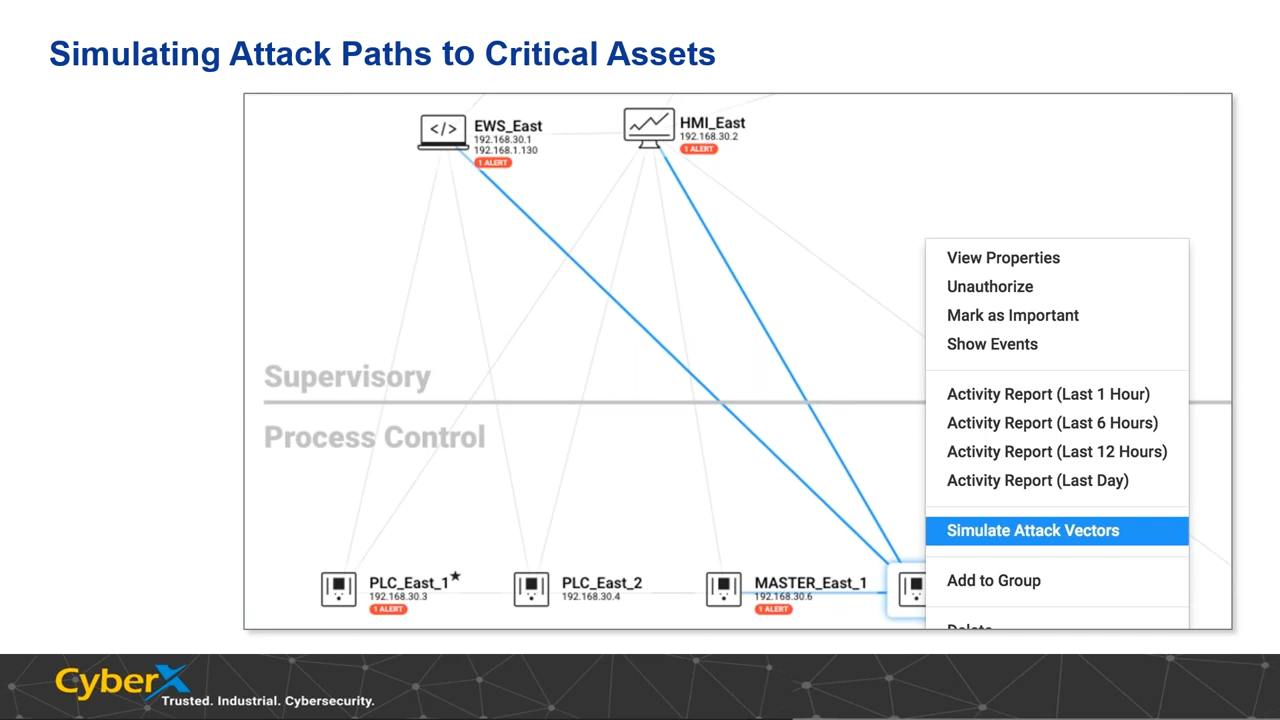 Simulating Attack Paths to Critical Assets
</>
EWS_East
192.168.30.1
192.168.1.130
1 ALERT
HMI_East
192.168.30.2
1 ALERT
View Properties
Unauthorize
Mark as Important
Show Events
Activity Report (Last 1 Hour)
Activity Report (Last 6 Hours)
Activity Report (Last 12 Hours)
Activity Report (Last Day)
Simulate Attack Vectors
Add to Group
Delete
Supervisory
Process Control
PLC_East_1★
192.168.30.3
1 ALERT
PLC_East_2
192.168.30.4
MASTER_East_1
192.168.30.6
1 ALERT
CyberX
Trusted. Industrial. Cybersecurity.